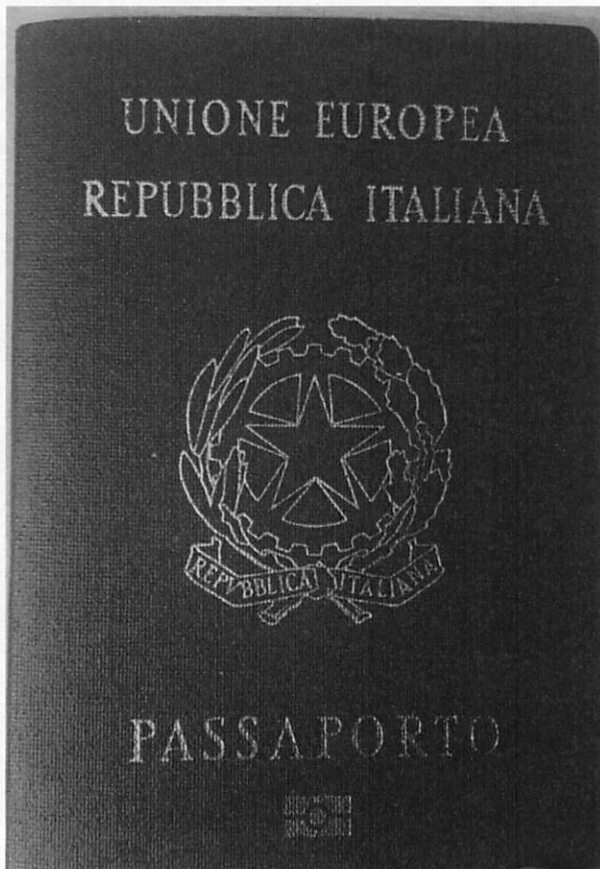 UNIONE EUROPEA
REPUBBLICA ITALIANA
REPVBBLICA ITALIANA
PASSAPORTO